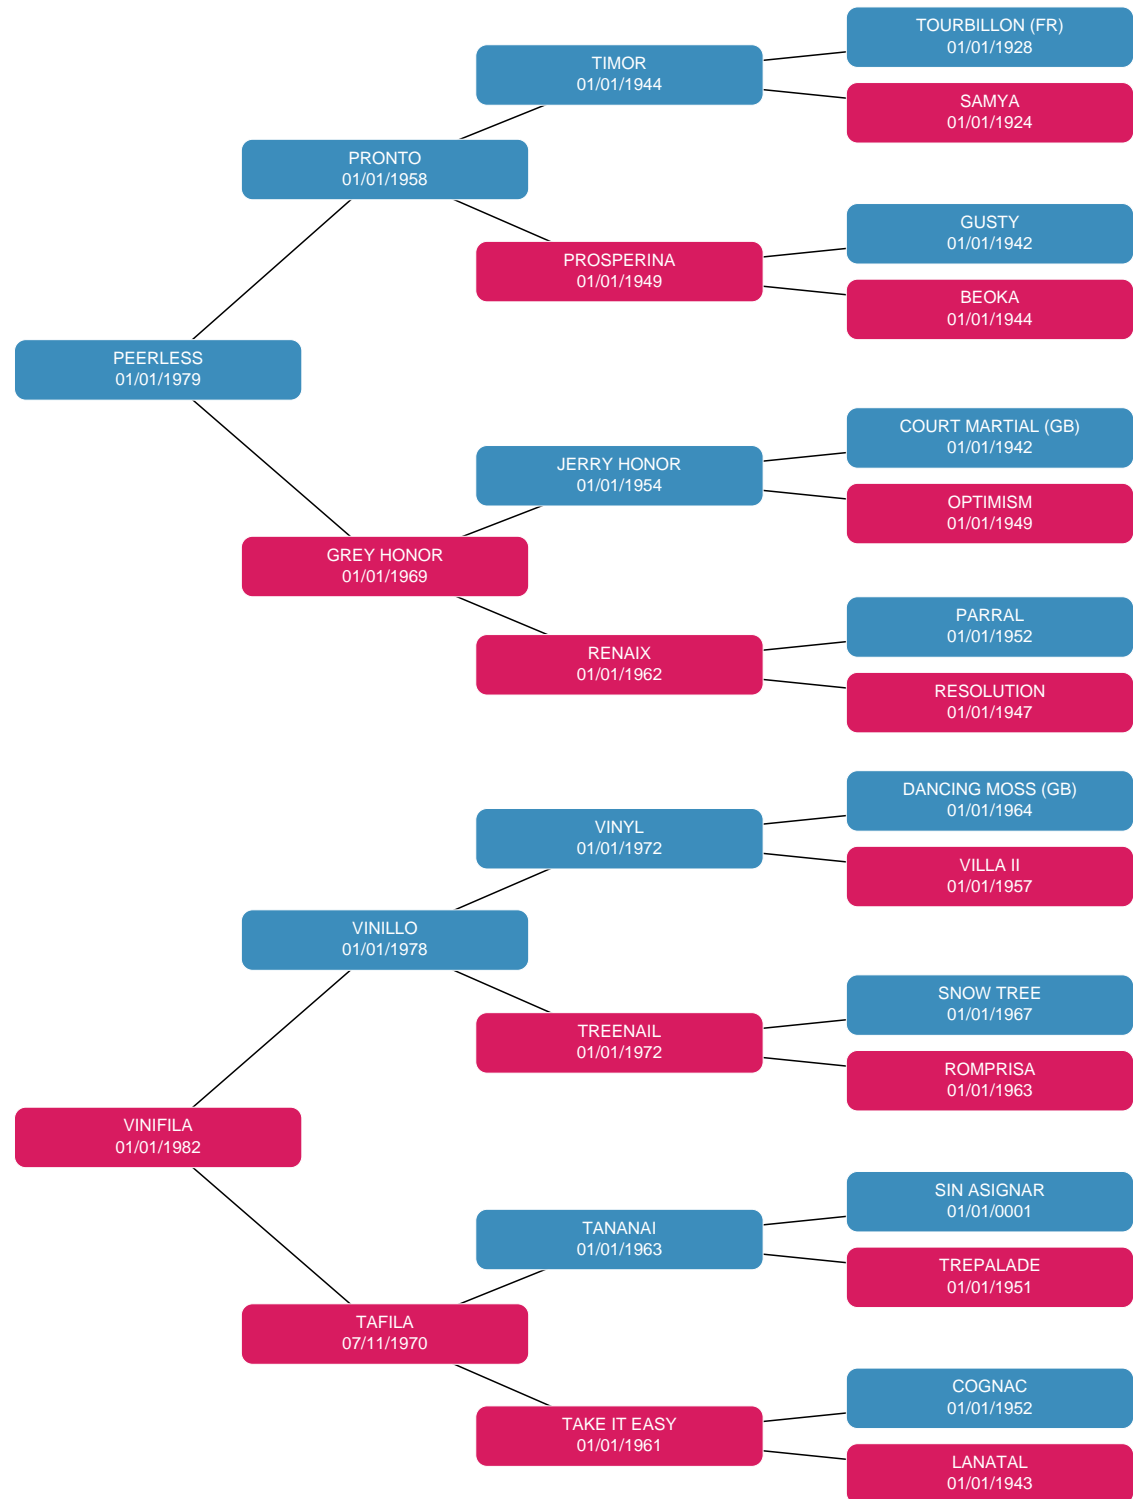 TOURBILLON (FR)
01/01/1928
TIMOR
01/01/1944
SAMYA
01/01/1924
PRONTO
01/01/1958
GUSTY
01/01/1942
PROSPERINA
01/01/1949
BEOKA
01/01/1944
PEERLESS
01/01/1979
COURT MARTIAL (GB)
01/01/1942
JERRY HONOR
01/01/1954
OPTIMISM
01/01/1949
GREY HONOR
01/01/1969
PARRAL
01/01/1952
RENAIX
01/01/1962
RESOLUTION
01/01/1947
DANCING MOSS (GB)
01/01/1964
VINYL
01/01/1972
VILLA II
01/01/1957
VINILLO
01/01/1978
SNOW TREE
01/01/1967
TREENAIL
01/01/1972
ROMPRISA
01/01/1963
VINIFILA
01/01/1982
SIN ASIGNAR
01/01/0001
TANANAI
01/01/1963
TREPALADE
01/01/1951
TAFILA
07/11/1970
COGNAC
01/01/1952
TAKE IT EASY
01/01/1961
LANATAL
01/01/1943